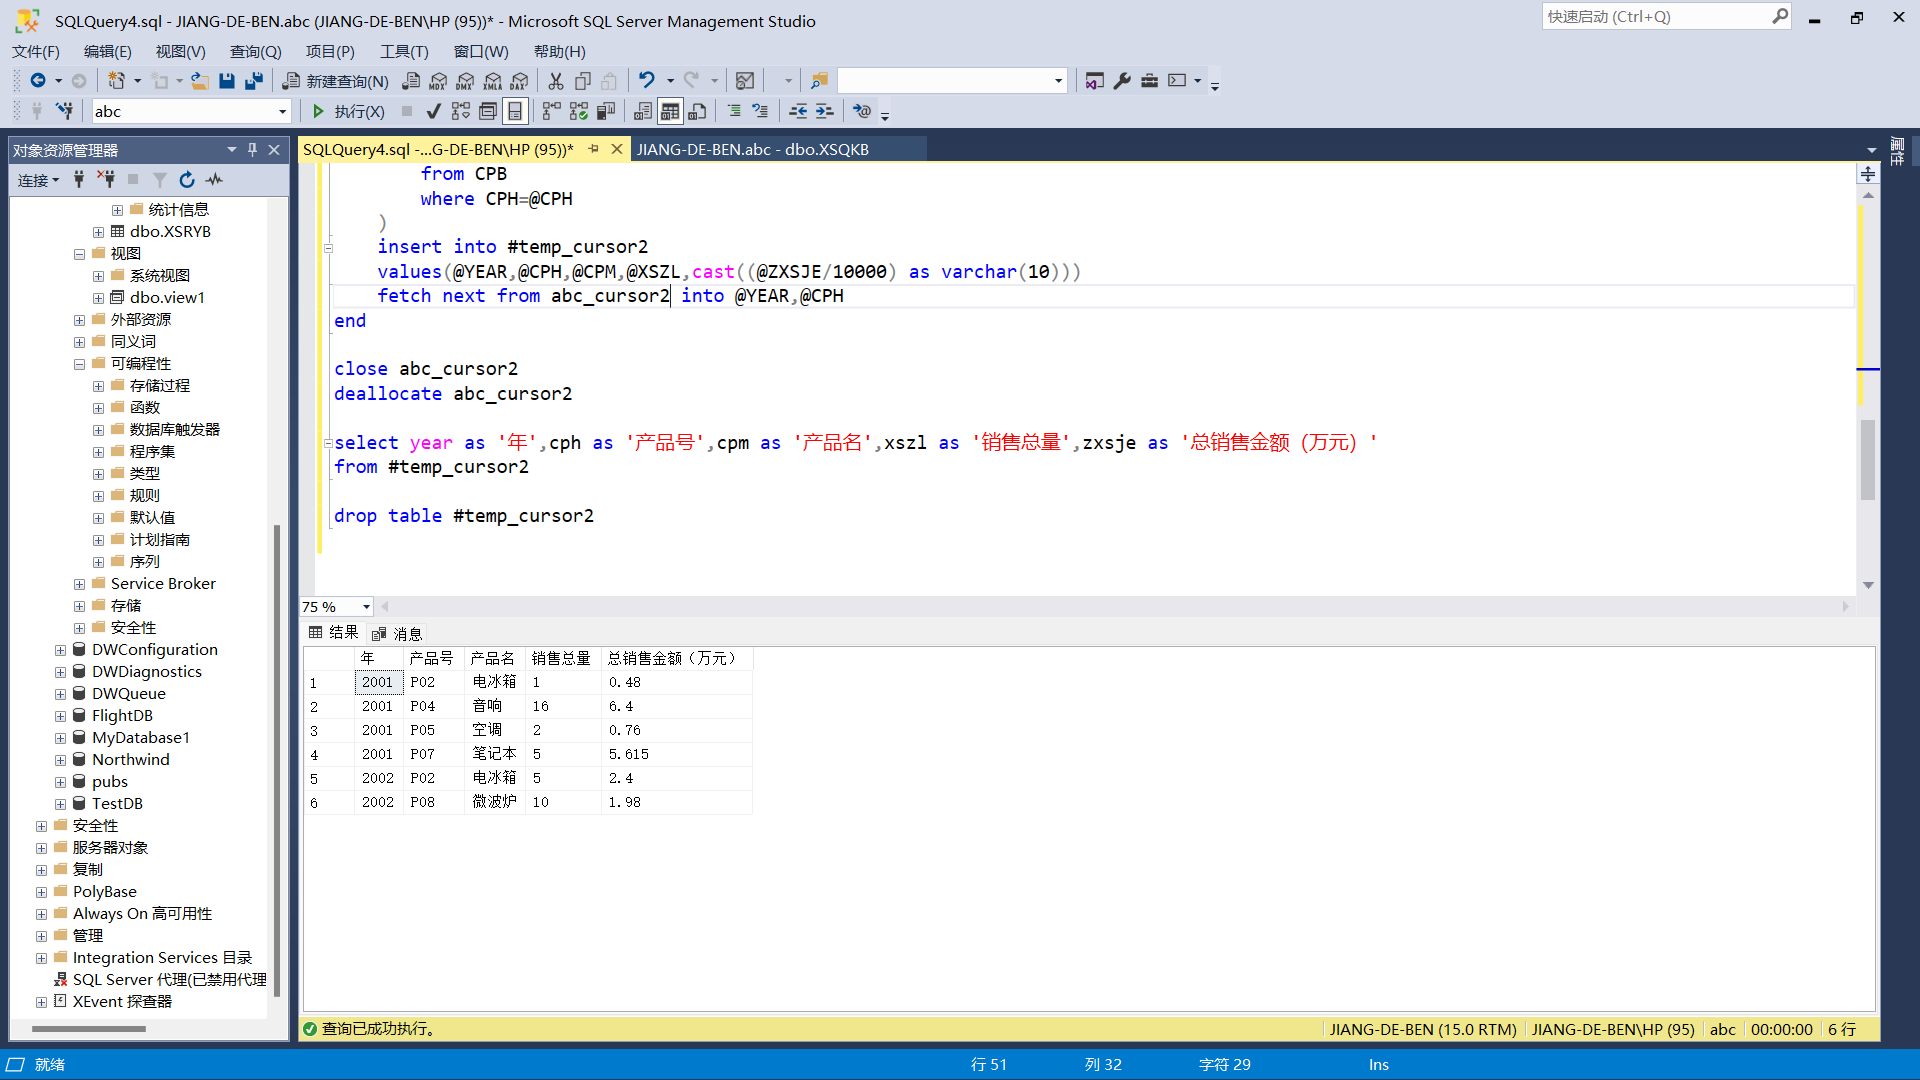 SQLQuery4.sql - JIANG-DE-BEN.abc (JIANG-DE-BEN\HP (95))* - Microsoft SQL Server Management Studio
快速启动 (Ctrl+Q)
文件(F) 编辑(E) 视图(V) 查询(Q) 项目(P) 工具(T) 窗口(W) 帮助(H)
新建查询(N) MDX DMX XMLA DAX
abc 执行(X)
对象资源管理器
连接
统计信息
dbo.XSRYB
视图
系统视图
dbo.view1
外部资源
同义词
可编程性
存储过程
函数
数据库触发器
程序集
类型
规则
默认值
计划指南
序列
Service Broker
存储
安全性
DWConfiguration
DWDiagnostics
DWQueue
FlightDB
MyDatabase1
Northwind
pubs
TestDB
安全性
服务器对象
复制
PolyBase
Always On 高可用性
管理
Integration Services 目录
SQL Server 代理(已禁用代理
XEvent 探查器
SQLQuery4.sql -...G-DE-BEN\HP (95))*
JIANG-DE-BEN.abc - dbo.XSQKB
属性
from CPB
where CPH=@CPH
)
insert into #temp_cursor2
values(@YEAR,@CPH,@CPM,@XSZL,cast((@ZXSJE/10000) as varchar(10)))
fetch next from abc_cursor2 into @YEAR,@CPH
end
close abc_cursor2
deallocate abc_cursor2
select year as '年',cph as '产品号',cpm as '产品名',xszl as '销售总量',zxsje as '总销售金额（万元）'
from #temp_cursor2
drop table #temp_cursor2
75 %
结果 消息
年 产品号 产品名 销售总量 总销售金额（万元）
1 2001 P02 电冰箱 1 0.48
2 2001 P04 音响 16 6.4
3 2001 P05 空调 2 0.76
4 2001 P07 笔记本 5 5.615
5 2002 P02 电冰箱 5 2.4
6 2002 P08 微波炉 10 1.98
查询已成功执行。
JIANG-DE-BEN (15.0 RTM) JIANG-DE-BEN\HP (95) abc 00:00:00 6 行
就绪 行 51 列 32 字符 29 Ins